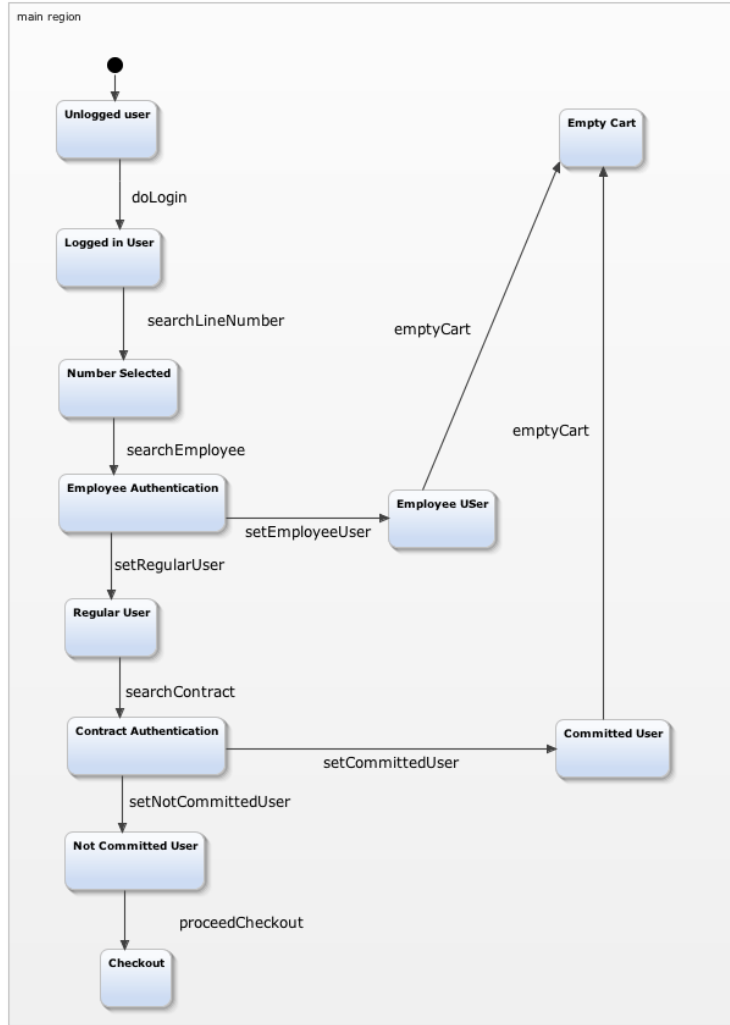 main region
Unlogged user
Empty Cart
doLogin
Logged in User
searchLineNumber
emptyCart
Number Selected
emptyCart
searchEmployee
Employee Authentication
Employee USer
setEmployeeUser
setRegularUser
Regular User
searchContract
Contract Authentication
Committed User
setCommittedUser
setNotCommittedUser
Not Committed User
proceedCheckout
Checkout